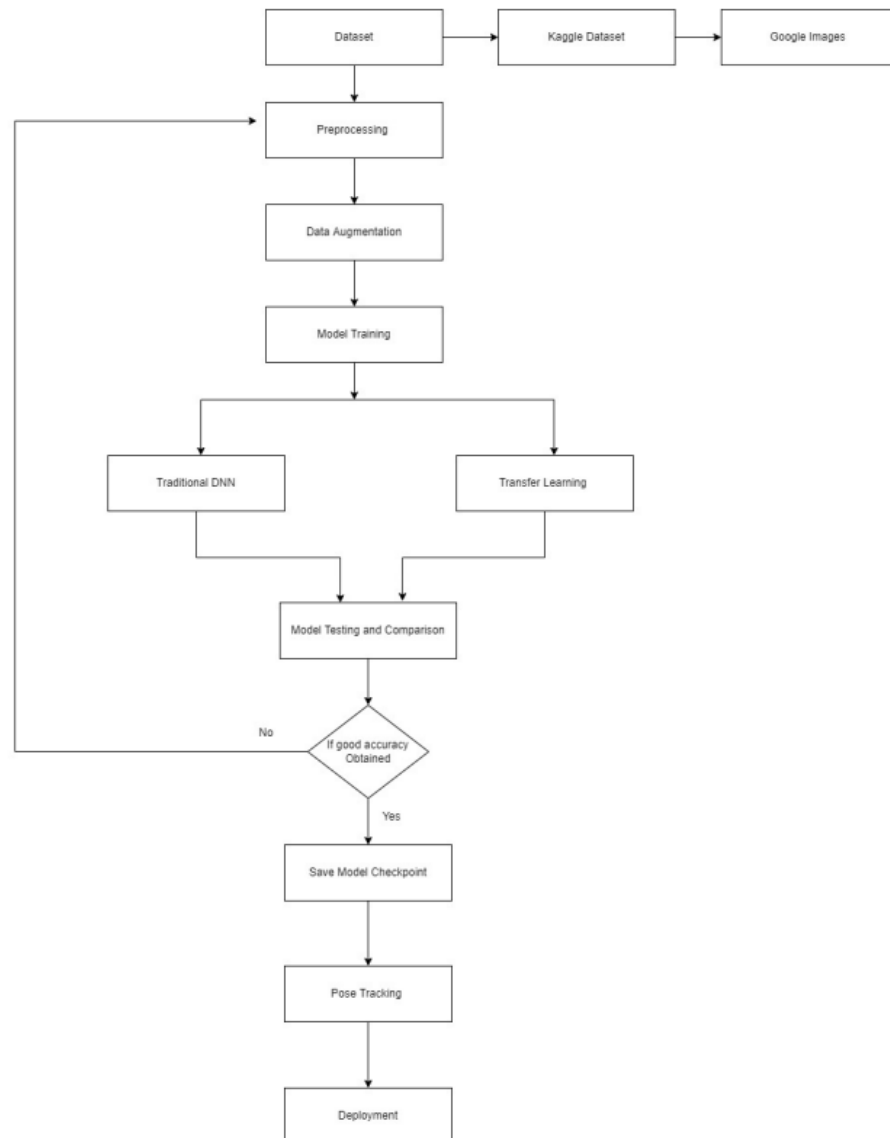 Dataset
Kaggle Dataset
Google Images
Preprocessing
Data Augmentation
Model Training
Traditional DNN
Transfer Learning
Model Testing and Comparison
No
If good accuracy
Obtained
Yes
Save Model Checkpoint
Pose Tracking
Deployment